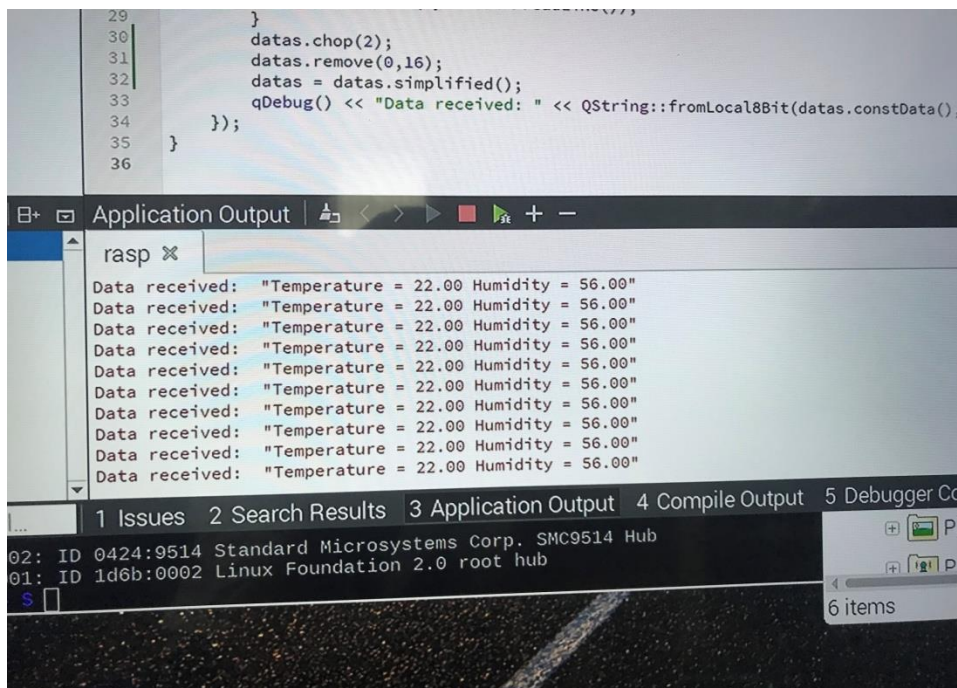 29 }
30 datas.chop(2);
31 datas.remove(0,16);
32 datas = datas.simplified();
33 qDebug() << "Data received: " << QString::fromLocal8Bit(datas.constData()
34 });
35 }
36
Application Output
rasp
Data received: "Temperature = 22.00 Humidity = 56.00"
Data received: "Temperature = 22.00 Humidity = 56.00"
Data received: "Temperature = 22.00 Humidity = 56.00"
Data received: "Temperature = 22.00 Humidity = 56.00"
Data received: "Temperature = 22.00 Humidity = 56.00"
Data received: "Temperature = 22.00 Humidity = 56.00"
Data received: "Temperature = 22.00 Humidity = 56.00"
Data received: "Temperature = 22.00 Humidity = 56.00"
Data received: "Temperature = 22.00 Humidity = 56.00"
Data received: "Temperature = 22.00 Humidity = 56.00"
1 Issues 2 Search Results 3 Application Output 4 Compile Output 5 Debugger Co
02: ID 0424:9514 Standard Microsystems Corp. SMC9514 Hub
01: ID 1d6b:0002 Linux Foundation 2.0 root hub
$
P
P
6 items